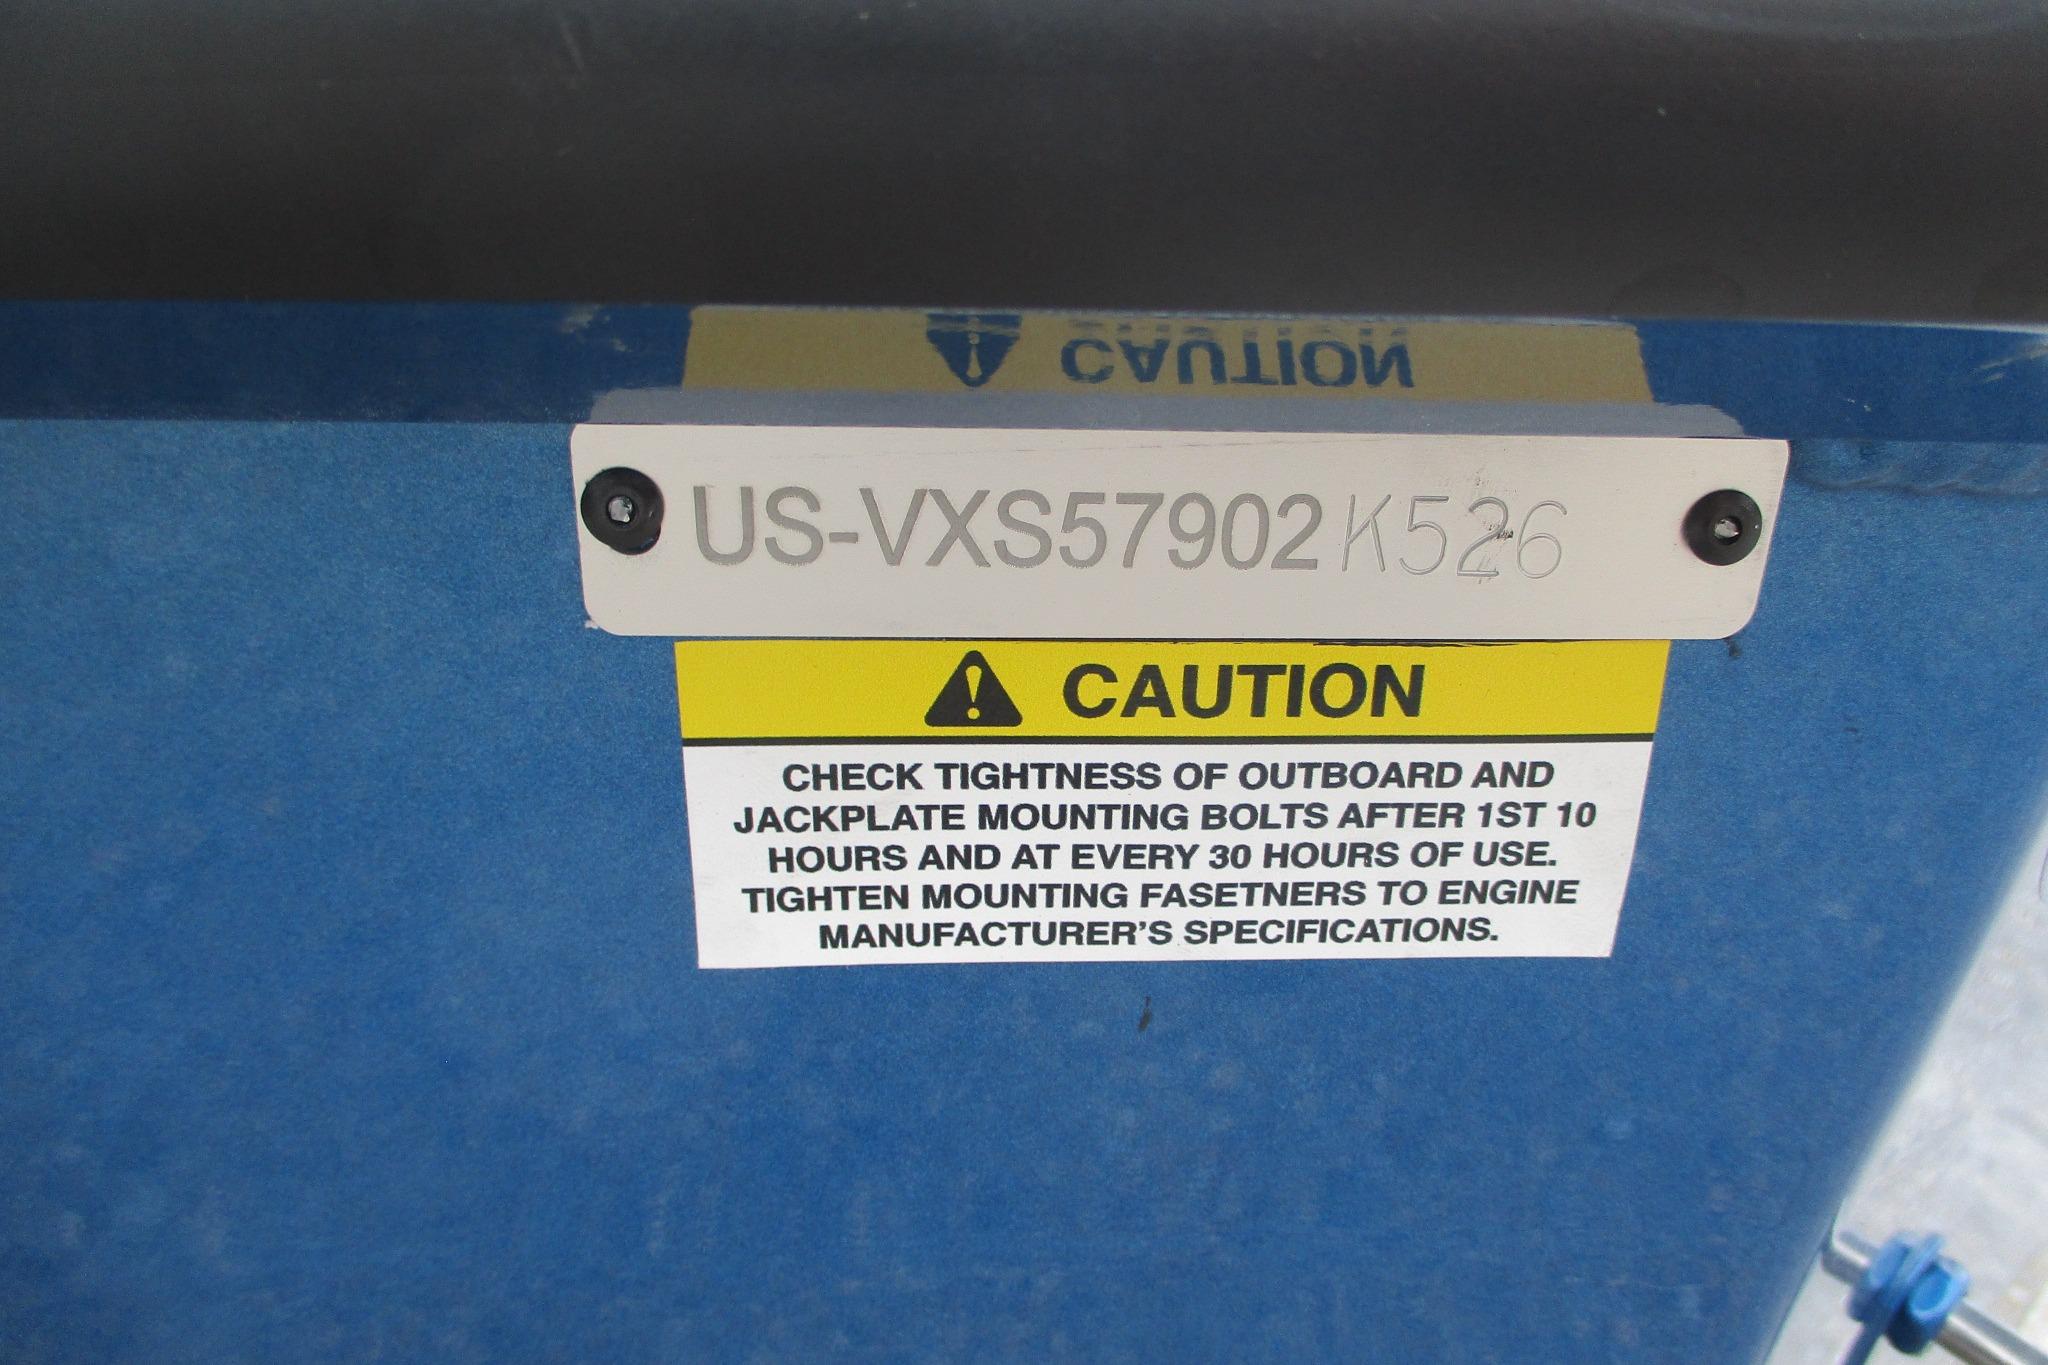 CAUTION
US-VXS57902K526
CAUTION
CHECK TIGHTNESS OF OUTBOARD AND
JACKPLATE MOUNTING BOLTS AFTER 1ST 10
HOURS AND AT EVERY 30 HOURS OF USE.
TIGHTEN MOUNTING FASETNERS TO ENGINE
MANUFACTURER'S SPECIFICATIONS.